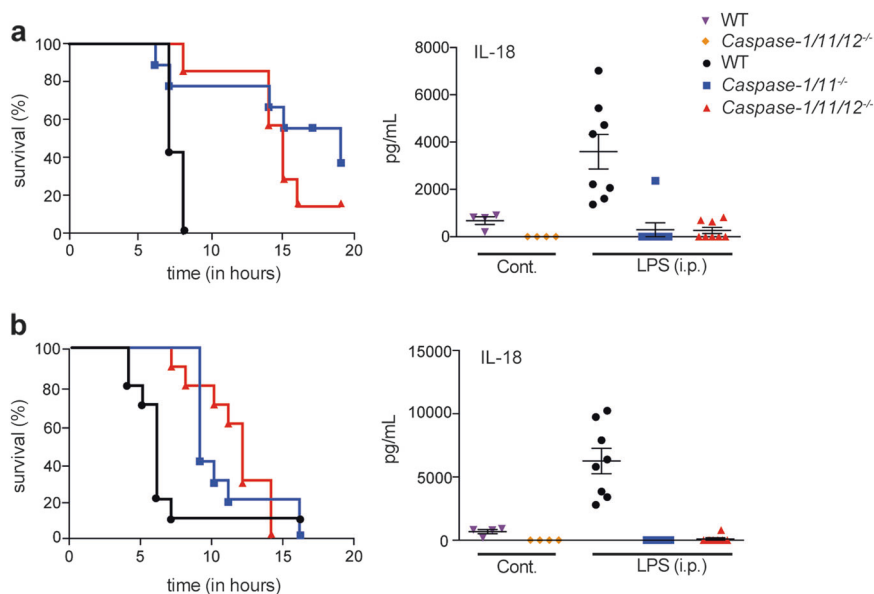 a
100
80
60
40
20
0
survival (%)
0 5 10 15 20
time (in hours)
IL-18
8000
6000
4000
2000
0
pg/mL
Cont.
LPS (i.p.)
WT
Caspase-1/11/12-/-
WT
Caspase-1/11-/-
Caspase-1/11/12-/-
b
100
80
60
40
20
0
survival (%)
0 5 10 15 20
time (in hours)
IL-18
15000
10000
5000
0
pg/mL
Cont.
LPS (i.p.)